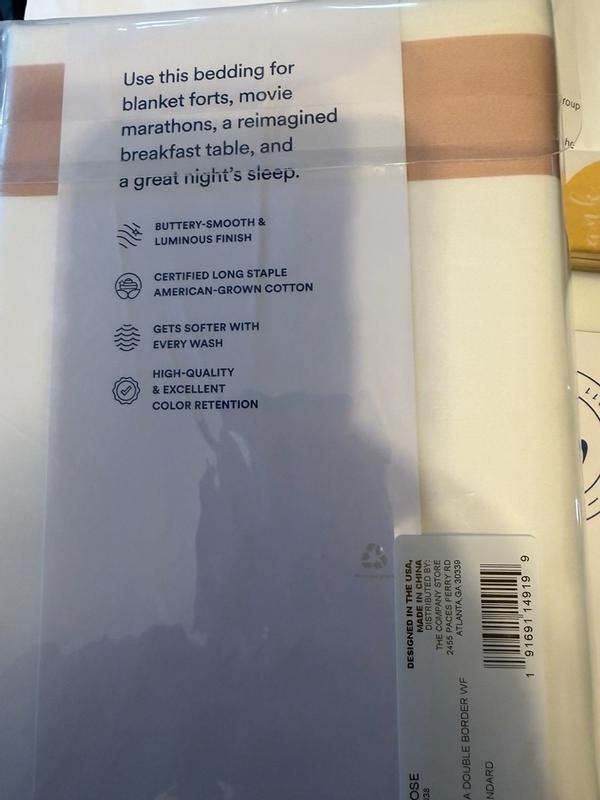 Use this bedding for
blanket forts, movie
marathons, a reimagined
breakfast table, and
a great night's sleep.
BUTTERY-SMOOTH &
LUMINOUS FINISH
CERTIFIED LONG STAPLE
AMERICAN-GROWN COTTON
GETS SOFTER WITH
EVERY WASH
HIGH-QUALITY
& EXCELLENT
COLOR RETENTION
DESIGNED IN THE USA,
MADE IN CHINA
DISTRIBUTED BY:
THE COMPANY STORE
2455 PACES FERRY RD
ATLANTA, GA 30339
1 91691 14919 9
OSE
A DOUBLE BORDER WF
NDARD
roup